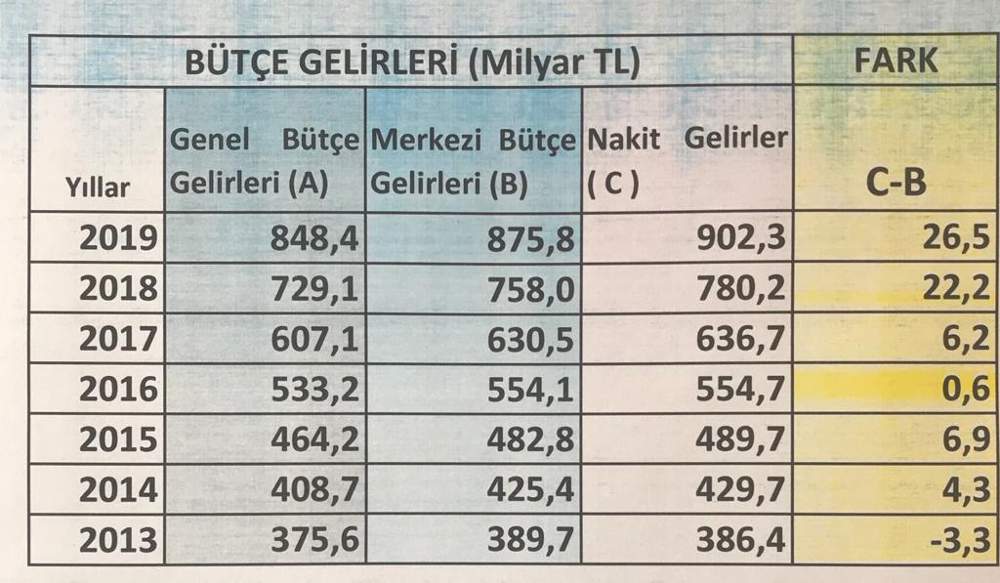 BÜTÇE GELİRLERİ (Milyar TL) FARK
Yıllar Genel Bütçe Gelirleri (A) Merkezi Bütçe Gelirleri (B) Nakit Gelirler ( C ) C-B
2019 848,4 875,8 902,3 26,5
2018 729,1 758,0 780,2 22,2
2017 607,1 630,5 636,7 6,2
2016 533,2 554,1 554,7 0,6
2015 464,2 482,8 489,7 6,9
2014 408,7 425,4 429,7 4,3
2013 375,6 389,7 386,4 -3,3